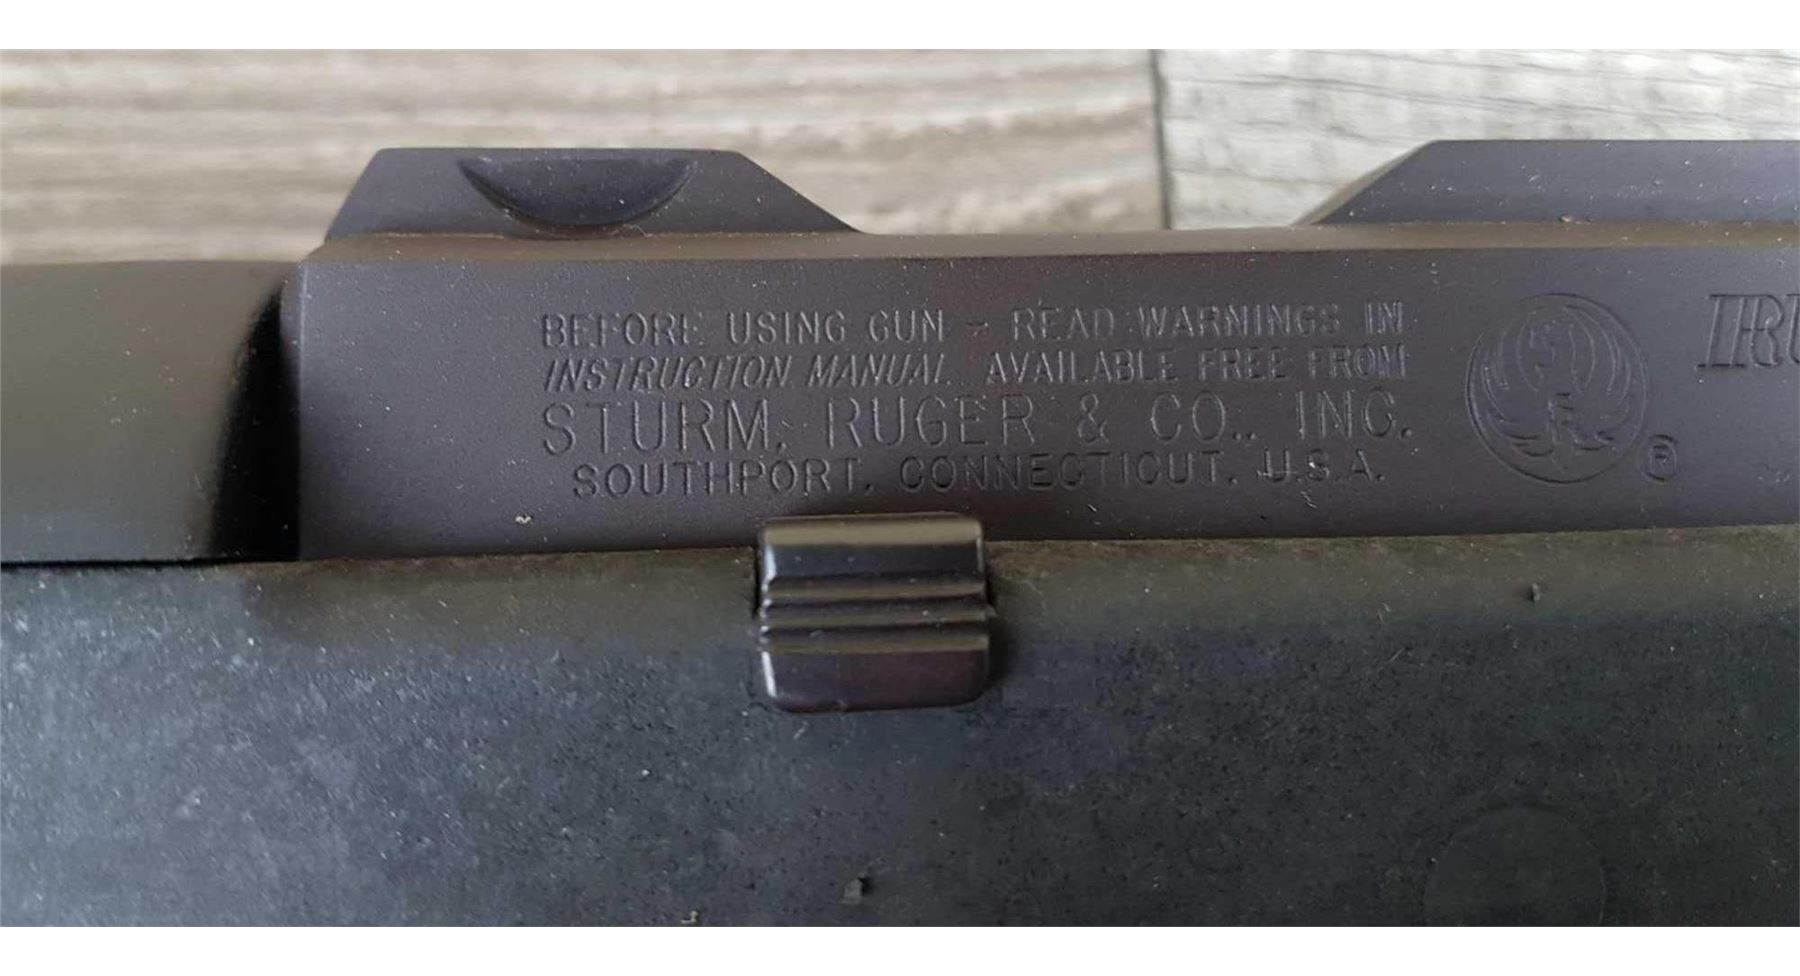 BEFORE USING GUN - READ WARNINGS IN
INSTRUCTION MANUAL AVAILABLE FREE FROM
STURM, RUGER & CO., INC.
SOUTHPORT, CONNECTICUT, U.S.A.
®